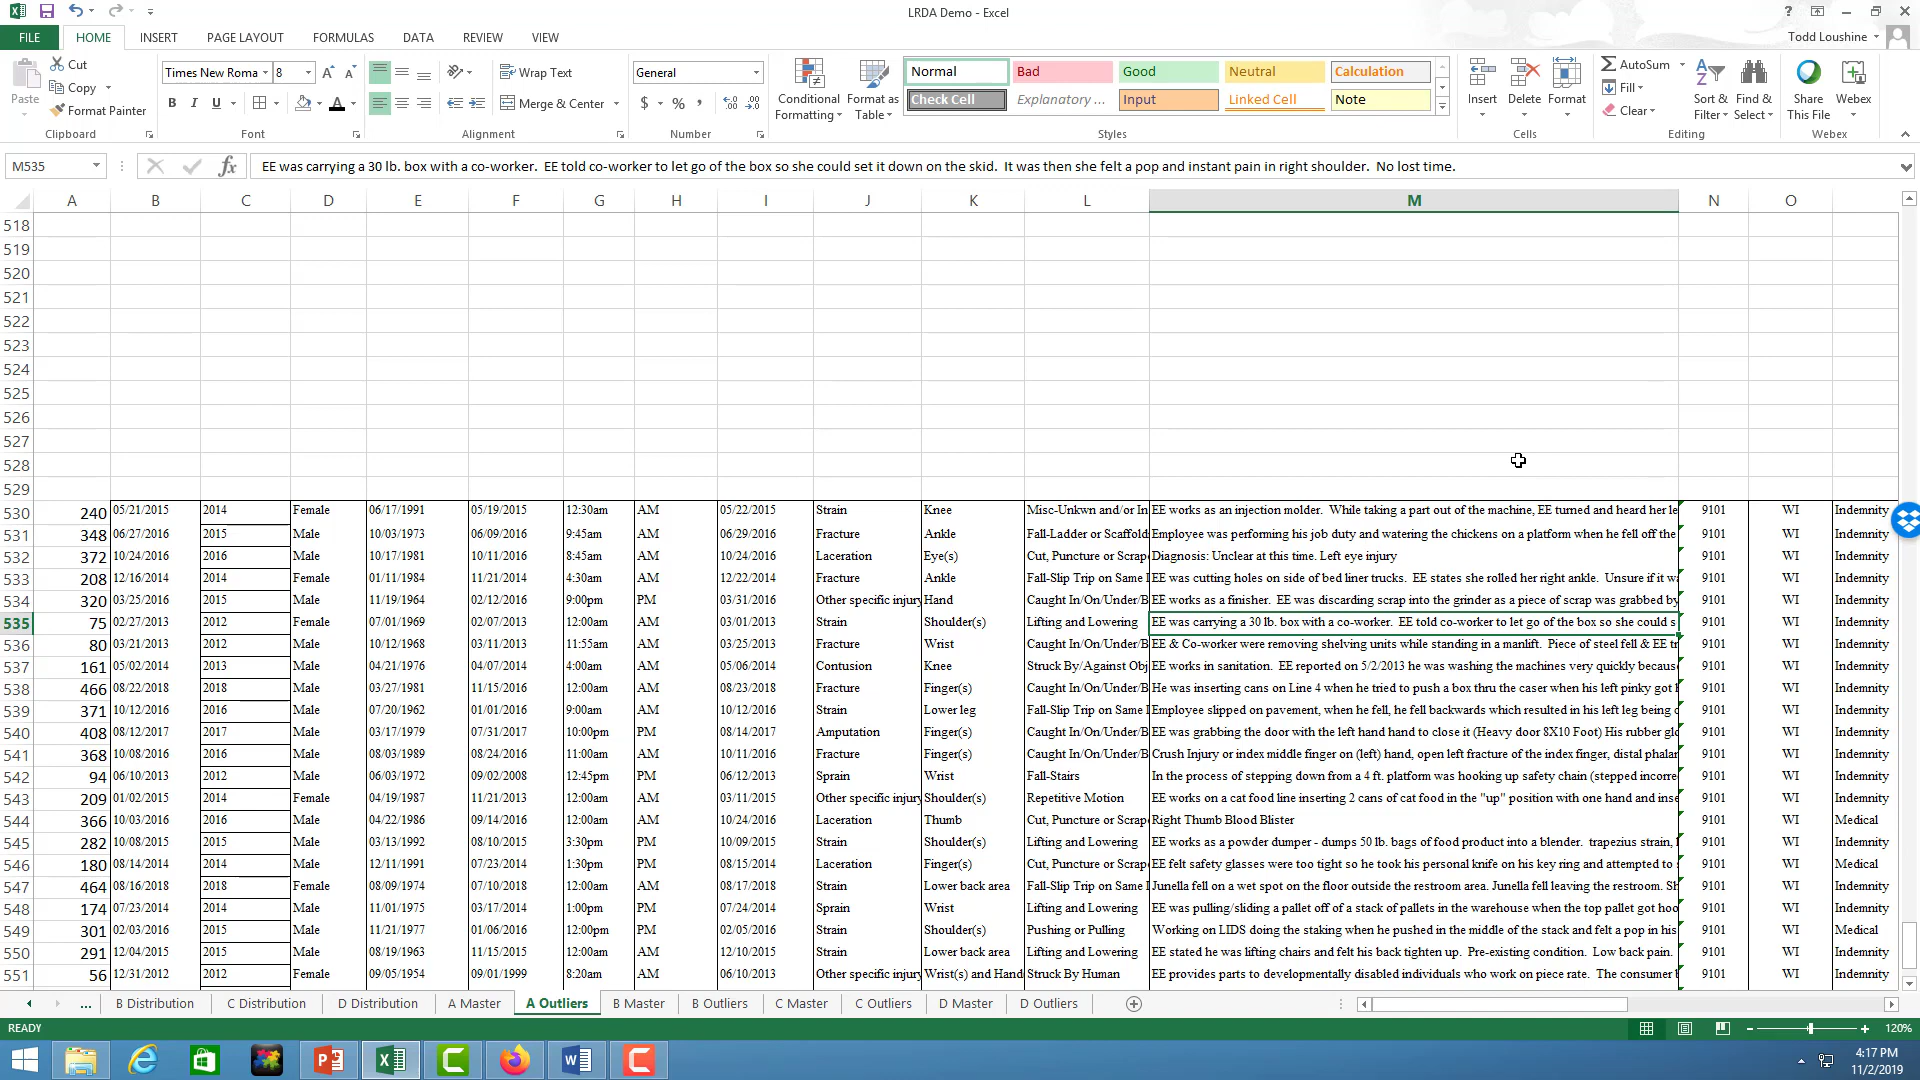 LRDA Demo - Excel
FILE HOME INSERT PAGE LAYOUT FORMULAS DATA REVIEW VIEW Todd Loushine
Paste Cut Copy Format Painter Clipboard
Times New Roma 8 B I U Font
Wrap Text Merge & Center Alignment
General $ % Number
Conditional Formatting Format as Table
Normal Bad Good Neutral Calculation
Check Cell Explanatory ... Input Linked Cell Note
Styles
Insert Delete Format Cells
AutoSum Fill Clear Sort & Filter Find & Select Editing
Share This File Webex Webex
M535 fx EE was carrying a 30 lb. box with a co-worker. EE told co-worker to let go of the box so she could set it down on the skid. It was then she felt a pop and instant pain in right shoulder. No lost time.
A B C D E F G H I J K L M N O
518
519
520
521
522
523
524
525
526
527
528
529
530 240 05/21/2015 2014 Female 06/17/1991 05/19/2015 12:30am AM 05/22/2015 Strain Knee Misc-Unkwn and/or In EE works as an injection molder. While taking a part out of the machine, EE turned and heard her le 9101 WI Indemnity
531 348 06/27/2016 2015 Male 10/03/1973 06/09/2016 9:45am AM 06/29/2016 Fracture Ankle Fall-Ladder or Scaffold Employee was performing his job duty and watering the chickens on a platform when he fell off the 9101 WI Indemnity
532 372 10/24/2016 2016 Male 10/17/1981 10/11/2016 8:45am AM 10/24/2016 Laceration Eye(s) Cut, Puncture or Scrape Diagnosis: Unclear at this time. Left eye injury 9101 WI Indemnity
533 208 12/16/2014 2014 Female 01/11/1984 11/21/2014 4:30am AM 12/22/2014 Fracture Ankle Fall-Slip Trip on Same EE was cutting holes on side of bed liner trucks. EE states she rolled her right ankle. Unsure if it wa 9101 WI Indemnity
534 320 03/25/2016 2015 Male 11/19/1964 02/12/2016 9:00pm PM 03/31/2016 Other specific injury Hand Caught In/On/Under/B EE works as a finisher. EE was discarding scrap into the grinder as a piece of scrap was grabbed by 9101 WI Indemnity
535 75 02/27/2013 2012 Female 07/01/1969 02/07/2013 12:00am AM 03/01/2013 Strain Shoulder(s) Lifting and Lowering EE was carrying a 30 lb. box with a co-worker. EE told co-worker to let go of the box so she could s 9101 WI Indemnity
536 80 03/21/2013 2012 Male 10/12/1968 03/11/2013 11:55am AM 03/25/2013 Fracture Wrist Caught In/On/Under/B EE & Co-worker were removing shelving units while standing in a manlift. Piece of steel fell & EE tr 9101 WI Indemnity
537 161 05/02/2014 2013 Male 04/21/1976 04/07/2014 4:00am AM 05/06/2014 Contusion Knee Struck By/Against Obj EE works in sanitation. EE reported on 5/2/2013 he was washing the machines very quickly becaus 9101 WI Indemnity
538 466 08/22/2018 2018 Male 03/27/1981 11/15/2016 12:00am AM 08/23/2018 Fracture Finger(s) Caught In/On/Under/B He was inserting cans on Line 4 when he tried to push a box thru the caser when his left pinky got 9101 WI Indemnity
539 371 10/12/2016 2016 Male 07/20/1962 01/01/2016 9:00am AM 10/12/2016 Strain Lower leg Fall-Slip Trip on Same Employee slipped on pavement, when he fell, he fell backwards which resulted in his left leg being 9101 WI Indemnity
540 408 08/12/2017 2017 Male 03/17/1979 07/31/2017 10:00pm PM 08/14/2017 Amputation Finger(s) Caught In/On/Under/B EE was grabbing the door with the left hand hand to close it (Heavy door 8X10 Foot) His rubber glo 9101 WI Indemnity
541 368 10/08/2016 2016 Male 08/03/1989 08/24/2016 11:00am AM 10/11/2016 Fracture Finger(s) Caught In/On/Under/B Crush Injury or index middle finger on (left) hand, open left fracture of the index finger, distal phalar 9101 WI Indemnity
542 94 06/10/2013 2012 Male 06/03/1972 09/02/2008 12:45pm PM 06/12/2013 Sprain Wrist Fall-Stairs In the process of stepping down from a 4 ft. platform was hooking up safety chain (stepped incorre 9101 WI Indemnity
543 209 01/02/2015 2014 Female 04/19/1987 11/21/2013 12:00am AM 03/11/2015 Other specific injury Shoulder(s) Repetitive Motion EE works on a cat food line inserting 2 cans of cat food in the "up" position with one hand and inse 9101 WI Indemnity
544 366 10/03/2016 2016 Male 04/22/1986 09/14/2016 12:00am AM 10/24/2016 Laceration Thumb Cut, Puncture or Scrape Right Thumb Blood Blister 9101 WI Medical
545 282 10/08/2015 2015 Male 03/13/1992 08/10/2015 3:30pm PM 10/09/2015 Strain Shoulder(s) Lifting and Lowering EE works as a powder dumper - dumps 50 lb. bags of food product into a blender. trapezius strain, 9101 WI Indemnity
546 180 08/14/2014 2014 Male 12/11/1991 07/23/2014 1:30pm PM 08/15/2014 Laceration Finger(s) Cut, Puncture or Scrape EE felt safety glasses were too tight so he took his personal knife on his key ring and attempted to 9101 WI Medical
547 464 08/16/2018 2018 Female 08/09/1974 07/10/2018 12:00am AM 08/17/2018 Strain Lower back area Fall-Slip Trip on Same Junella fell on a wet spot on the floor outside the restroom area. Junella fell leaving the restroom. Sh 9101 WI Indemnity
548 174 07/23/2014 2014 Male 11/01/1975 03/17/2014 1:00pm PM 07/24/2014 Sprain Wrist Lifting and Lowering EE was pulling/sliding a pallet off of a stack of pallets in the warehouse when the top pallet got hoo 9101 WI Indemnity
549 301 02/03/2016 2015 Male 11/21/1977 01/06/2016 12:00pm PM 02/05/2016 Strain Shoulder(s) Pushing or Pulling Working on LIDS doing the staking when he pushed in the middle of the stack and felt a pop in his 9101 WI Medical
550 291 12/04/2015 2015 Male 08/19/1963 11/15/2015 12:00am AM 12/10/2015 Strain Lower back area Lifting and Lowering EE stated he was lifting chairs and felt his back tighten up. Pre-existing condition. Low back pain. 9101 WI Indemnity
551 56 12/31/2012 2012 Female 09/05/1954 09/01/1999 8:20am AM 06/10/2013 Other specific injury Wrist(s) and Hand Struck By Human EE provides parts to developmentally disabled individuals who work on piece rate. The consumer 9101 WI Indemnity
... B Distribution C Distribution D Distribution A Master A Outliers B Master B Outliers C Master C Outliers D Master D Outliers
READY 120%
4:17 PM
11/2/2019